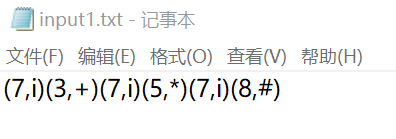 input1.txt - 记事本
文件(F) 编辑(E) 格式(O) 查看(V) 帮助(H)
(7,i)(3,+)(7,i)(5,*)(7,i)(8,#)